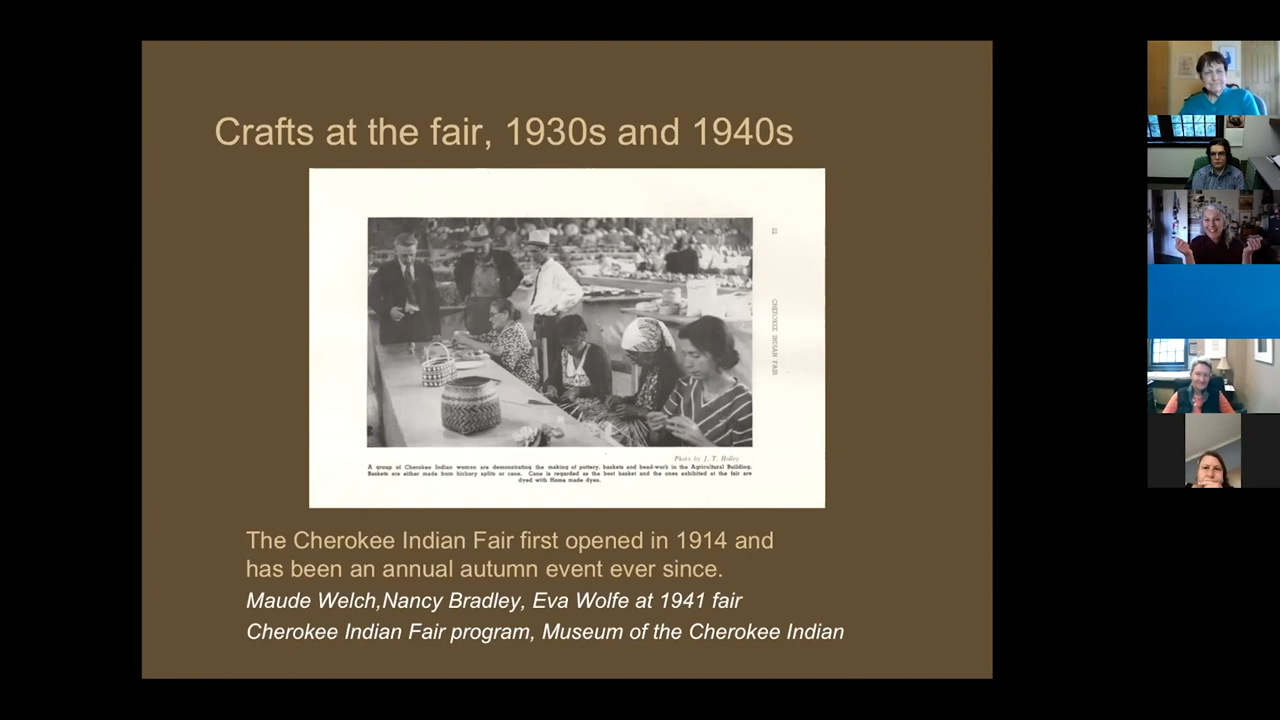 Crafts at the fair, 1930s and 1940s
22
CHEROKEE INDIAN FAIR
Photo by J. T. Holley
A group of Cherokee Indian women are demonstrating the making of pottery, baskets and bead-work in the Agricultural Building.
Baskets are either made from hickory splits or cane. Cane is regarded as the best basket and the ones exhibited at the fair are
dyed with Home made dyes.
The Cherokee Indian Fair first opened in 1914 and
has been an annual autumn event ever since.
Maude Welch,Nancy Bradley, Eva Wolfe at 1941 fair
Cherokee Indian Fair program, Museum of the Cherokee Indian